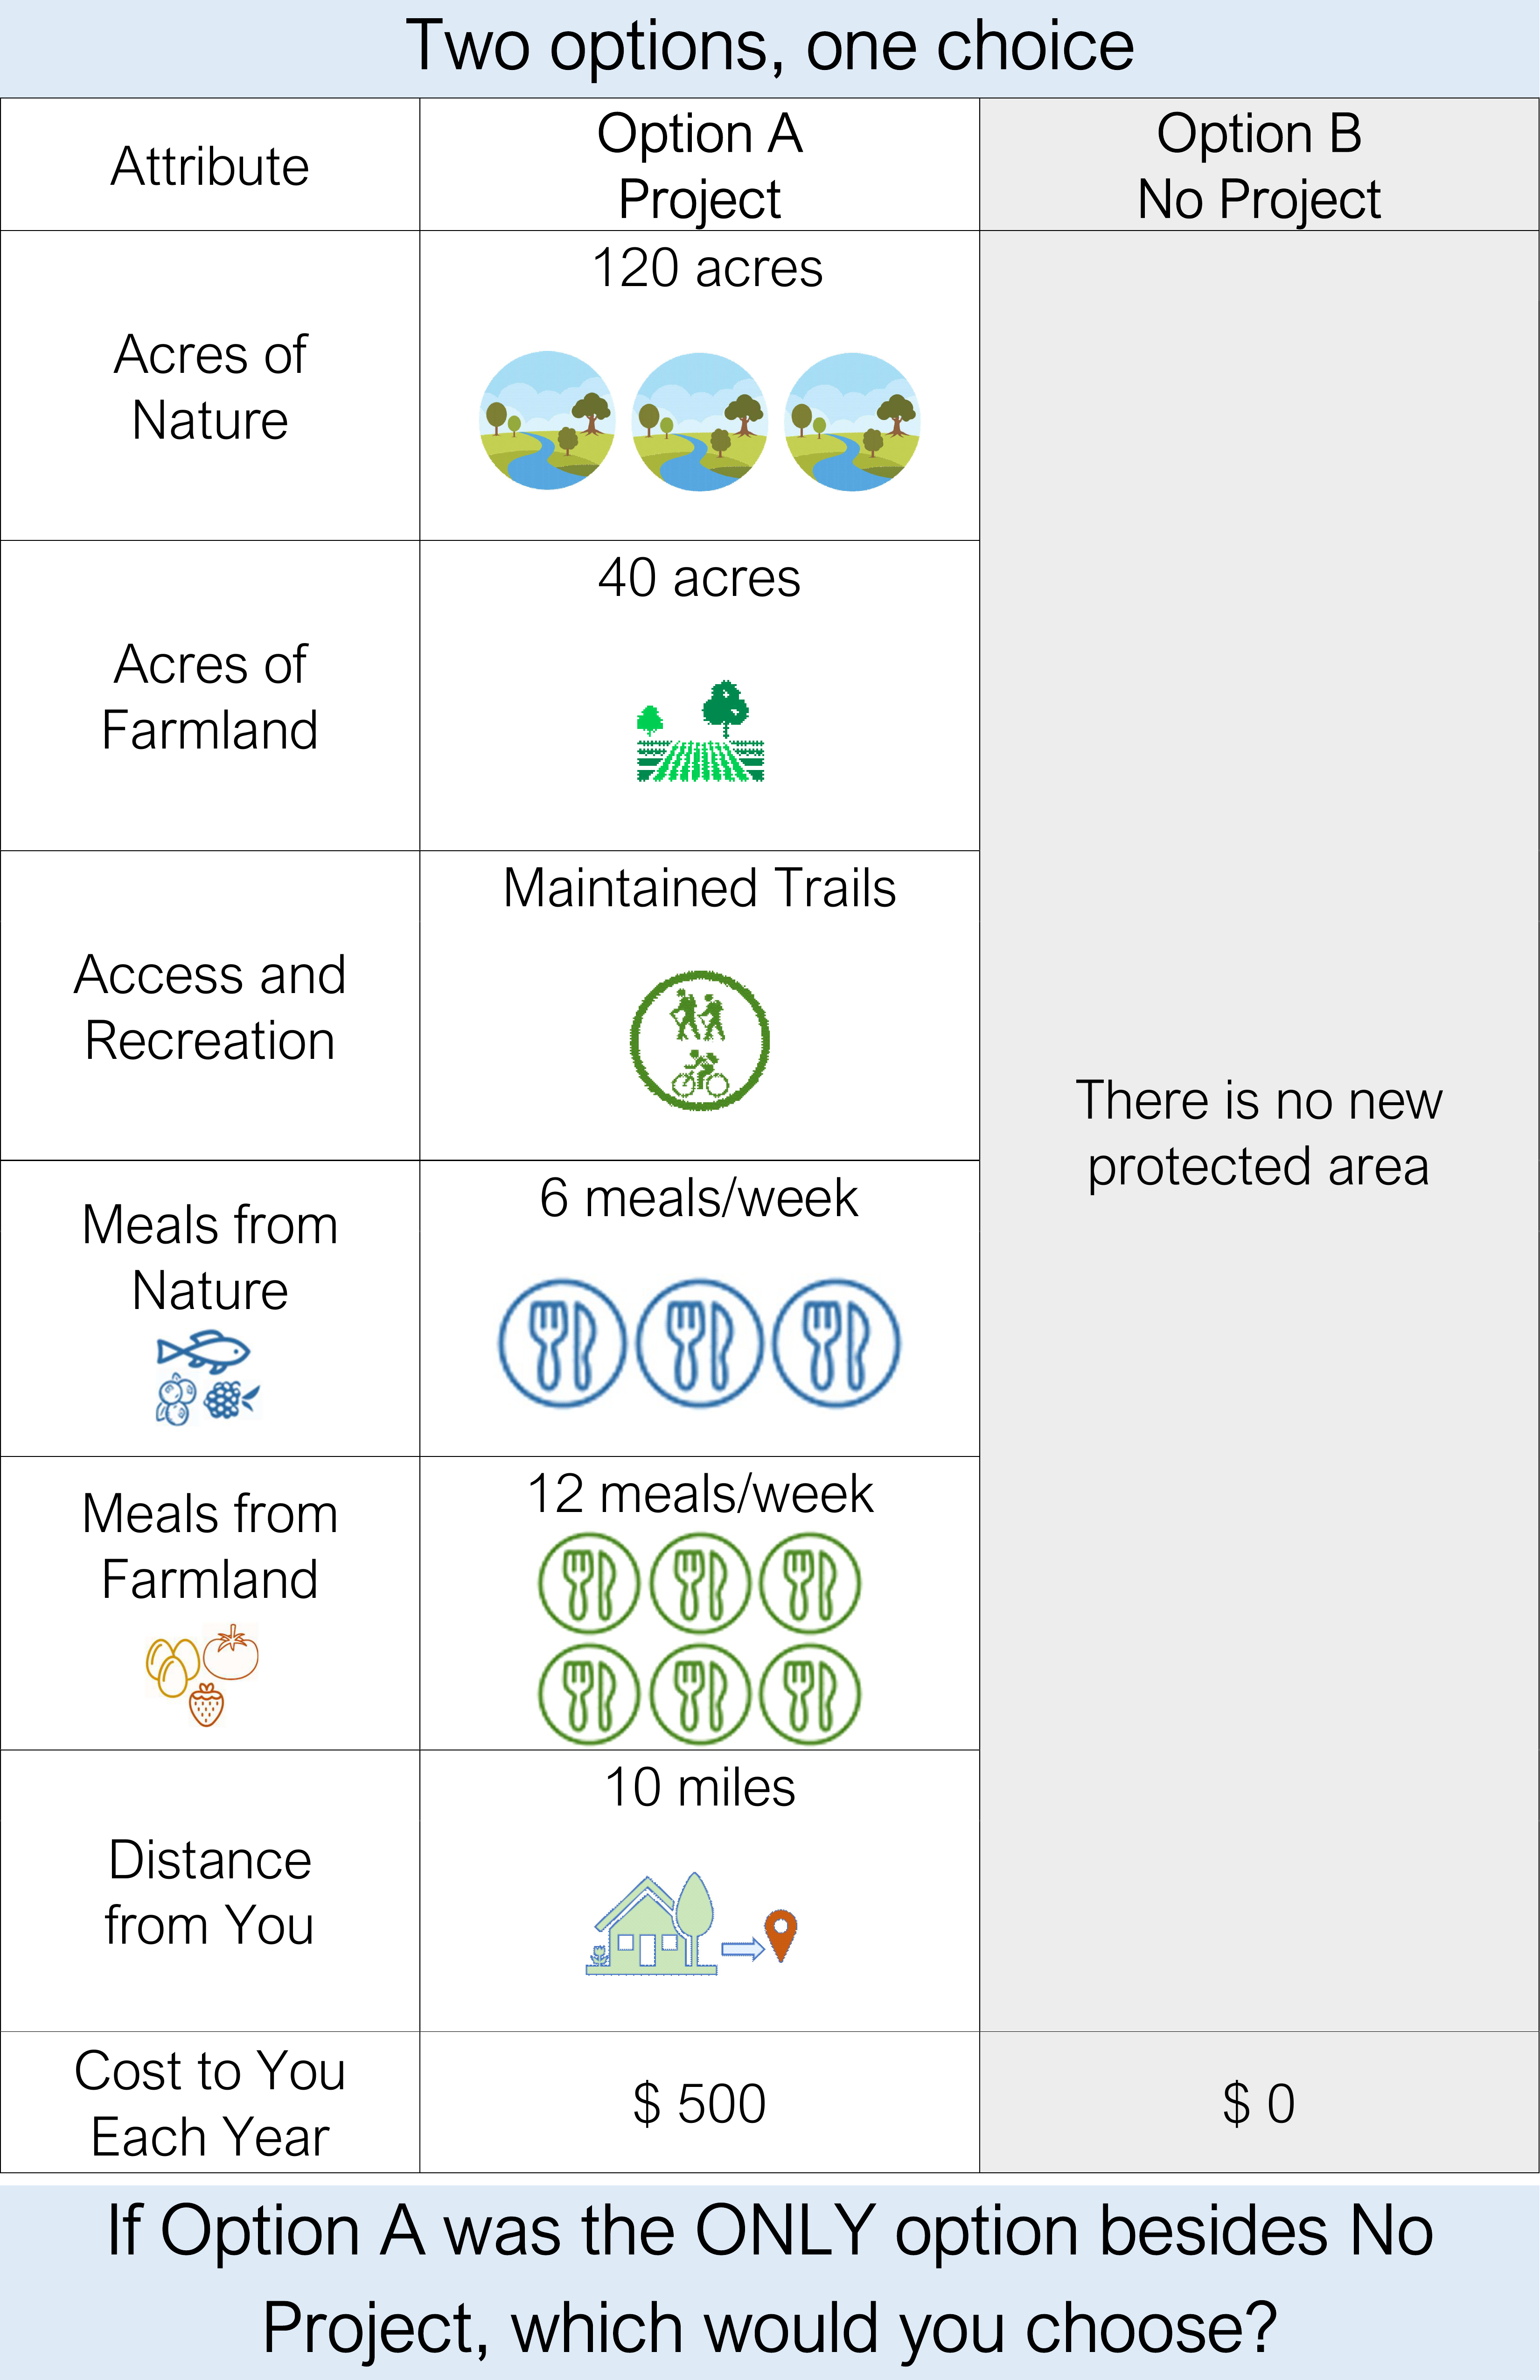 Two options, one choice
Attribute
Option A
Project
Option B
No Project
Acres of
Nature
120 acres
Acres of
Farmland
40 acres
Access and
Recreation
Maintained Trails
Meals from
Nature
6 meals/week
Meals from
Farmland
12 meals/week
Distance
from You
10 miles
There is no new
protected area
Cost to You
Each Year
$ 500
$ 0
If Option A was the ONLY option besides No
Project, which would you choose?